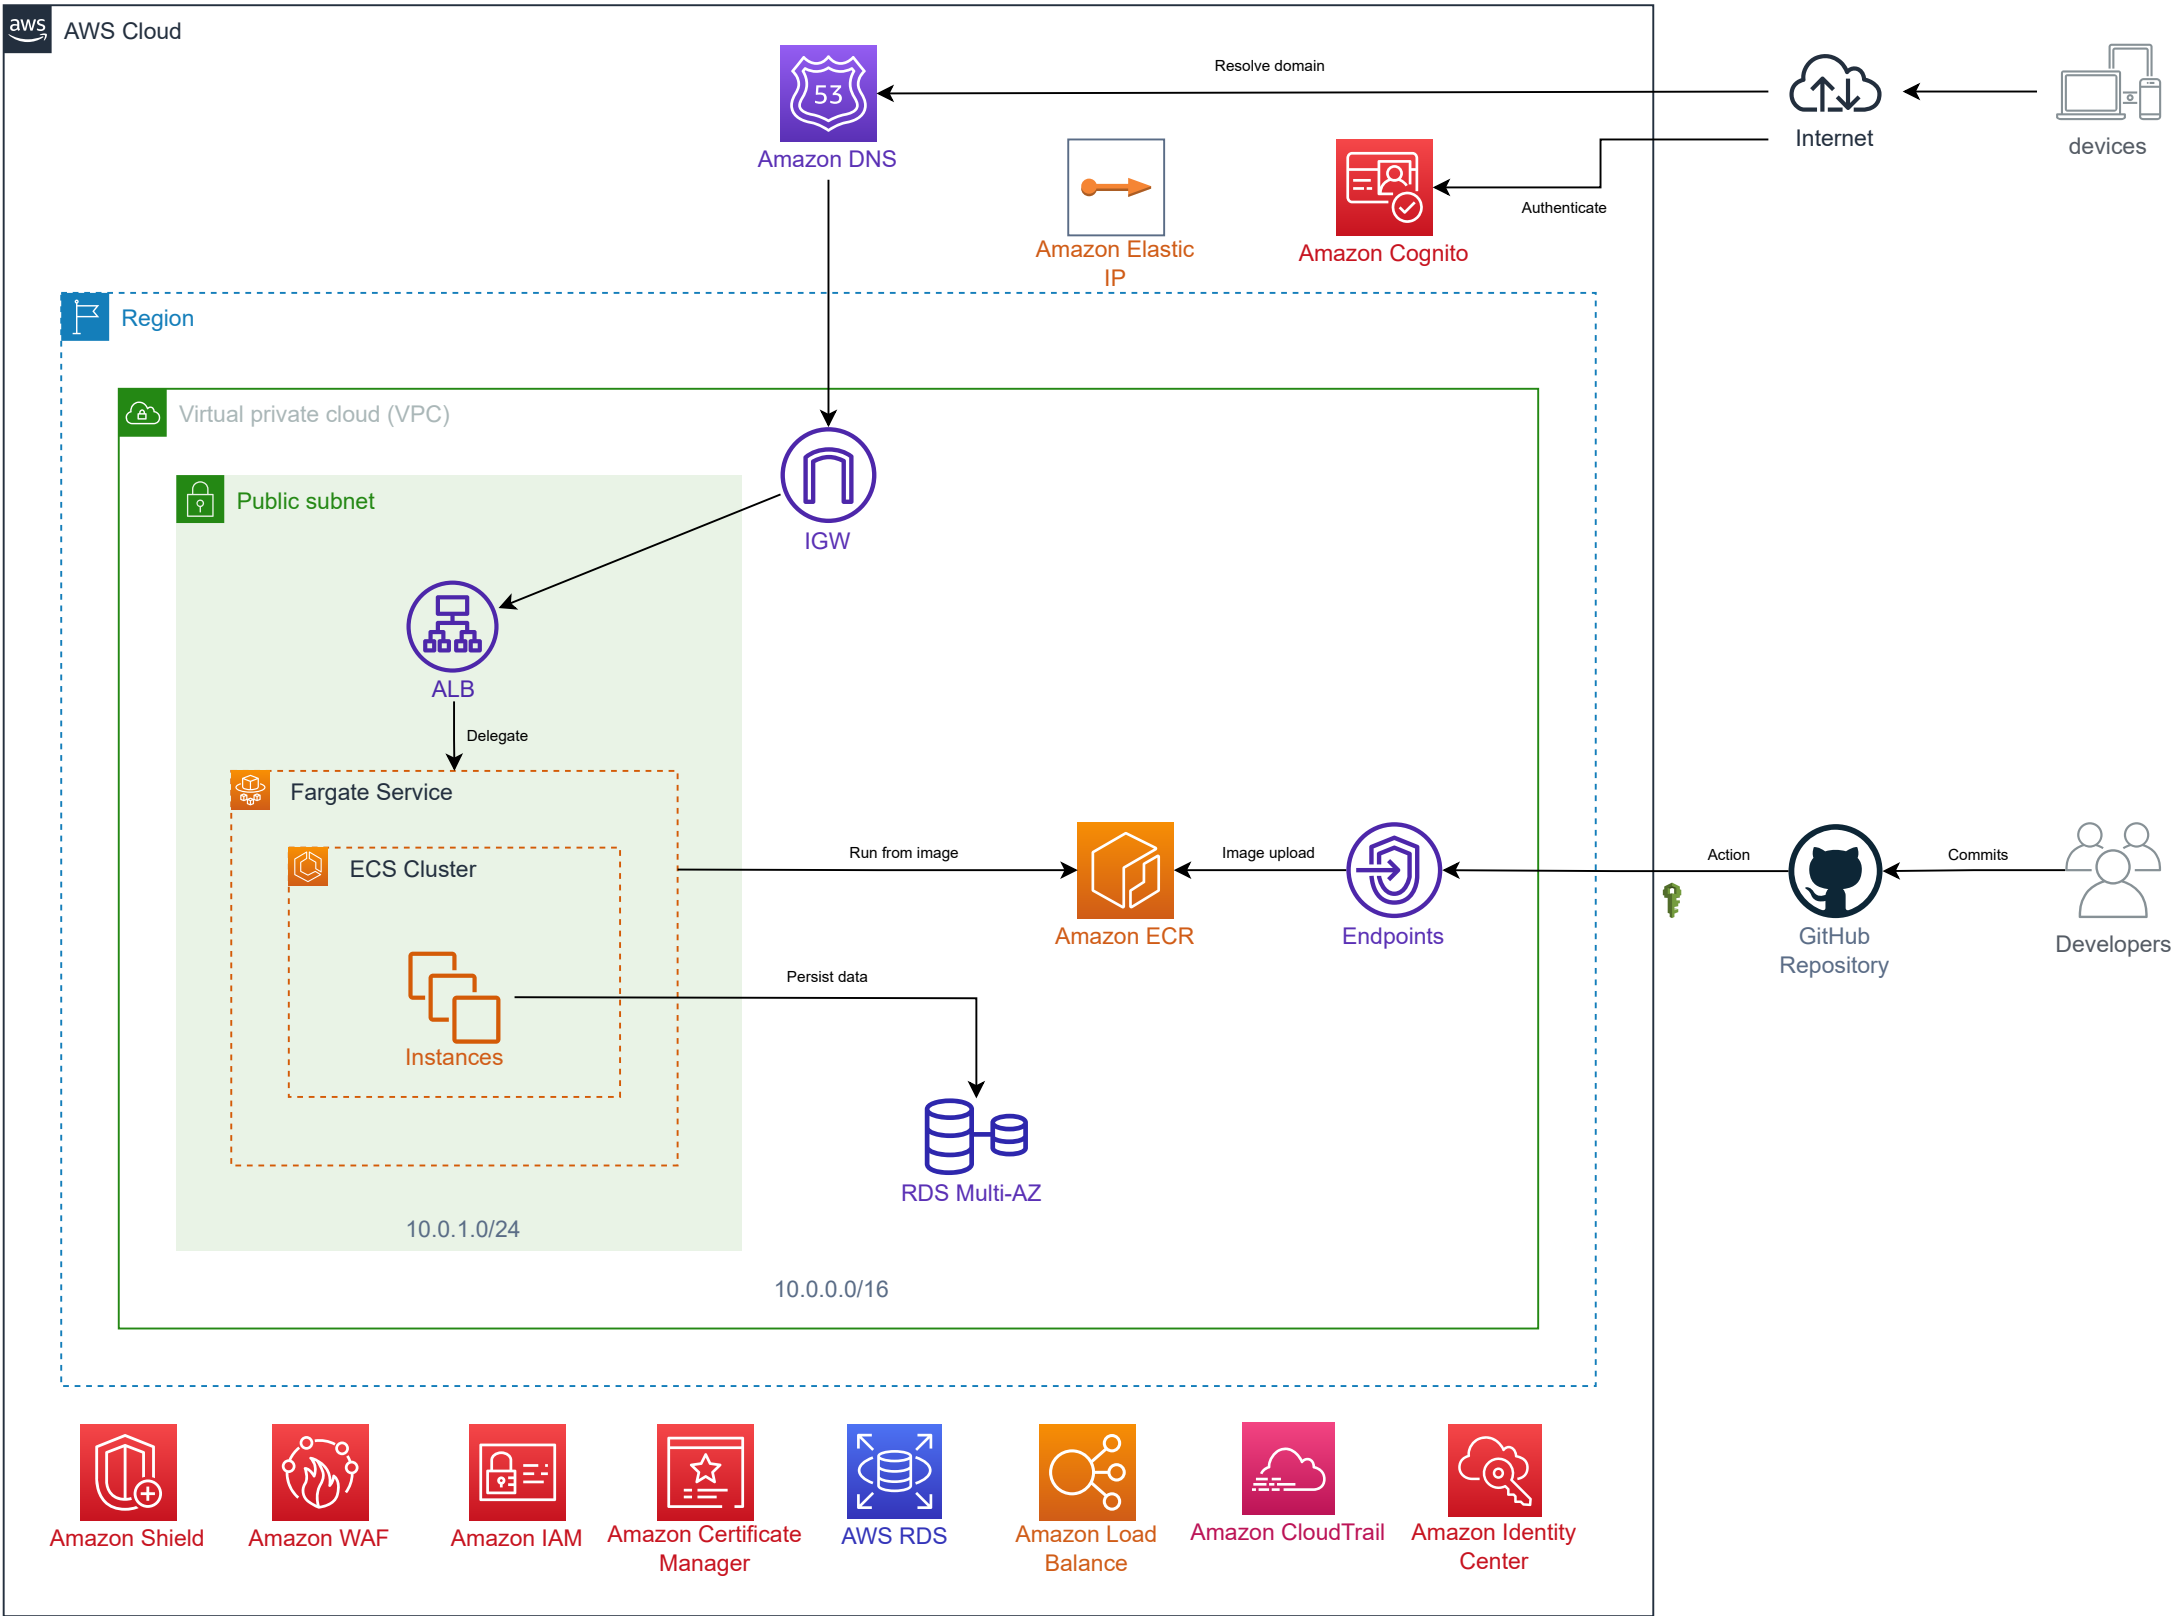 aws
AWS Cloud
Resolve domain
53
Amazon DNS
Internet
devices
Authenticate
Amazon Elastic
IP
Amazon Cognito
Region
Virtual private cloud (VPC)
Public subnet
IGW
ALB
Delegate
Fargate Service
ECS Cluster
Instances
Run from image
Amazon ECR
Image upload
Endpoints
Action
GitHub
Repository
Commits
Developers
Persist data
RDS Multi-AZ
10.0.1.0/24
10.0.0.0/16
Amazon Shield
Amazon WAF
Amazon IAM
Amazon Certificate
Manager
AWS RDS
Amazon Load
Balance
Amazon CloudTrail
Amazon Identity
Center